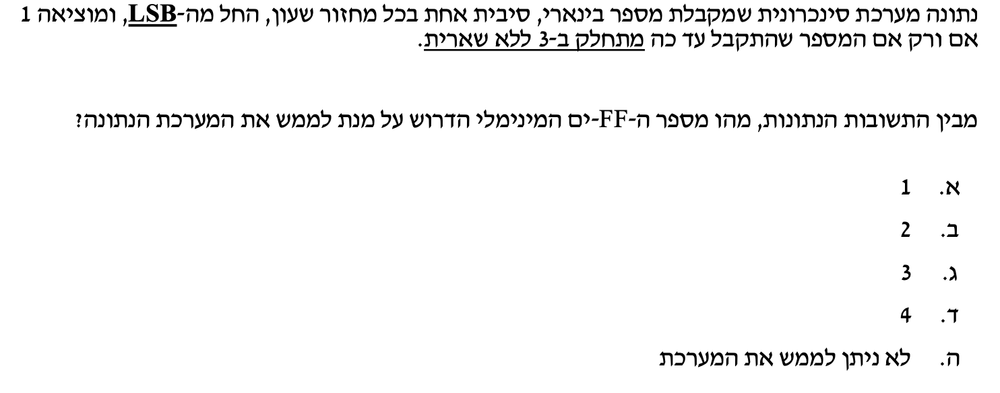 נתונה מערכת סינכרונית שמקבלת מספר בינארי, סיבית אחת בכל מחזור שעון, החל מה-LSB, ומוציאה 1
אם ורק אם המספר שהתקבל עד כה מתחלק ב-3 ללא שארית.
מבין התשובות הנתונות, מהו מספר ה-FF-ים המינימלי הדרוש על מנת לממש את המערכת הנתונה?
א. 1
ב. 2
ג. 3
ד. 4
ה. לא ניתן לממש את המערכת